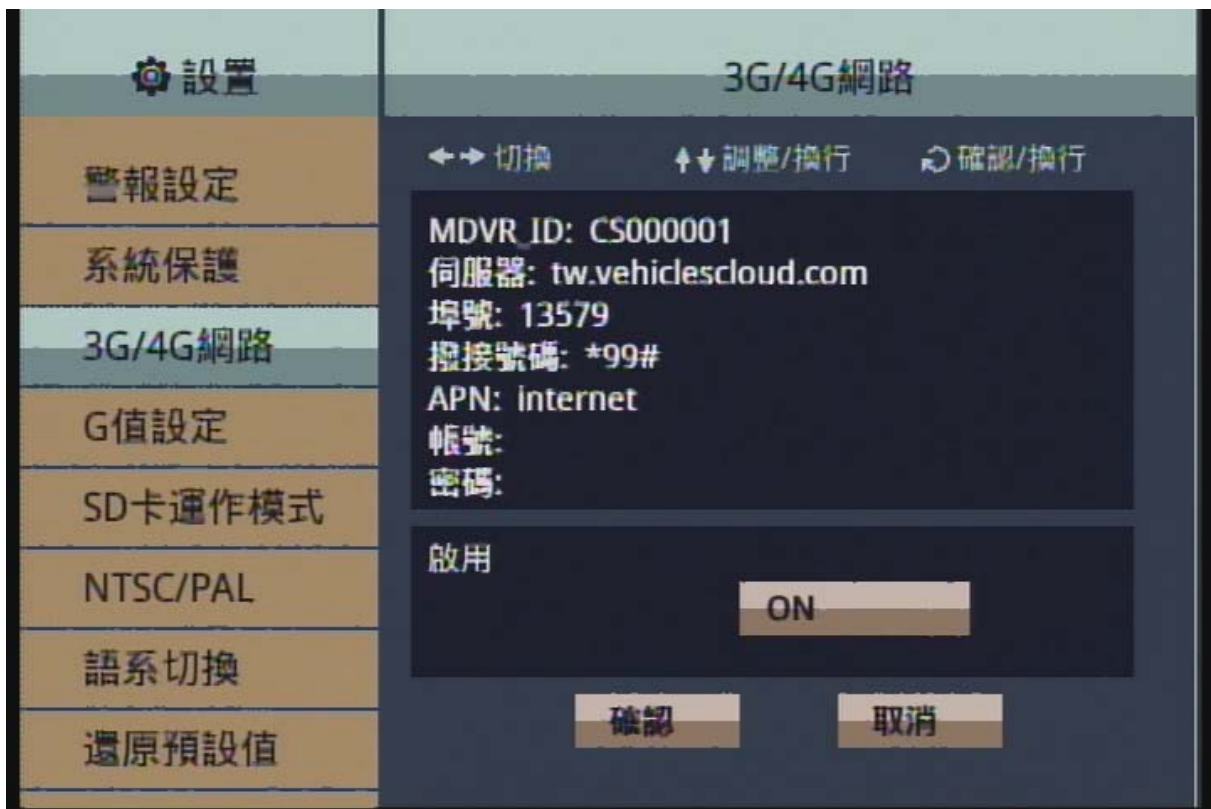 設置
3G/4G網路
警報設定
系統保護
3G/4G網路
G值設定
SD卡運作模式
NTSC/PAL
語系切換
還原預設值
切換 調整/換行 確認/換行
MDVR_ID: CS000001
伺服器: tw.vehiclescloud.com
埠號: 13579
撥接號碼: *99#
APN: internet
帳號:
密碼:
啟用
ON
確認 取消